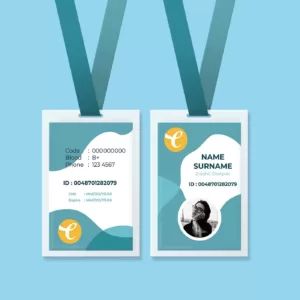 Code : 000000000
Blood : B+
Phone : 123 4567
ID : 0048701282079
NAME
SURNAME
ID : 0048701282079